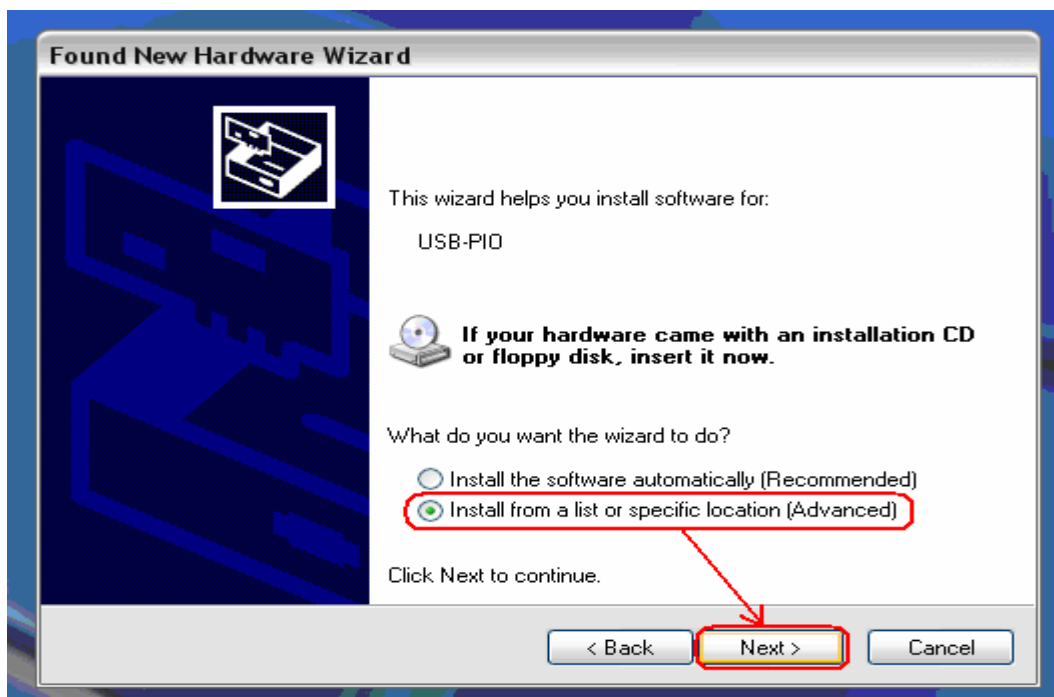 Found New Hardware Wizard
This wizard helps you install software for:
USB-PIO
If your hardware came with an installation CD
or floppy disk, insert it now.
What do you want the wizard to do?
Install the software automatically (Recommended)
Install from a list or specific location (Advanced)
Click Next to continue.
< Back
Next >
Cancel